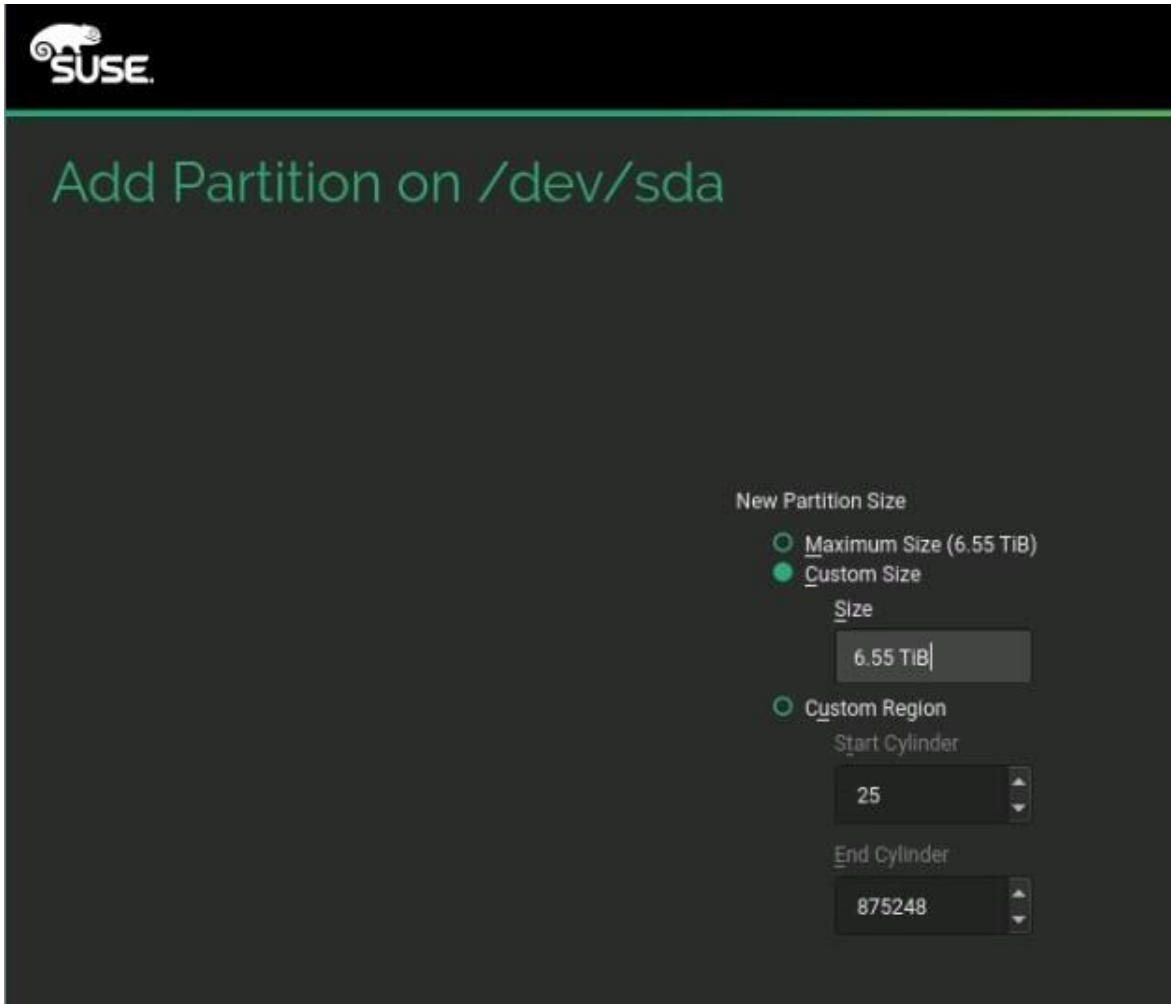 SUSE.
Add Partition on /dev/sda
New Partition Size
Maximum Size (6.55 TiB)
Custom Size
Size
6.55 TiB
Custom Region
Start Cylinder
25
End Cylinder
875248